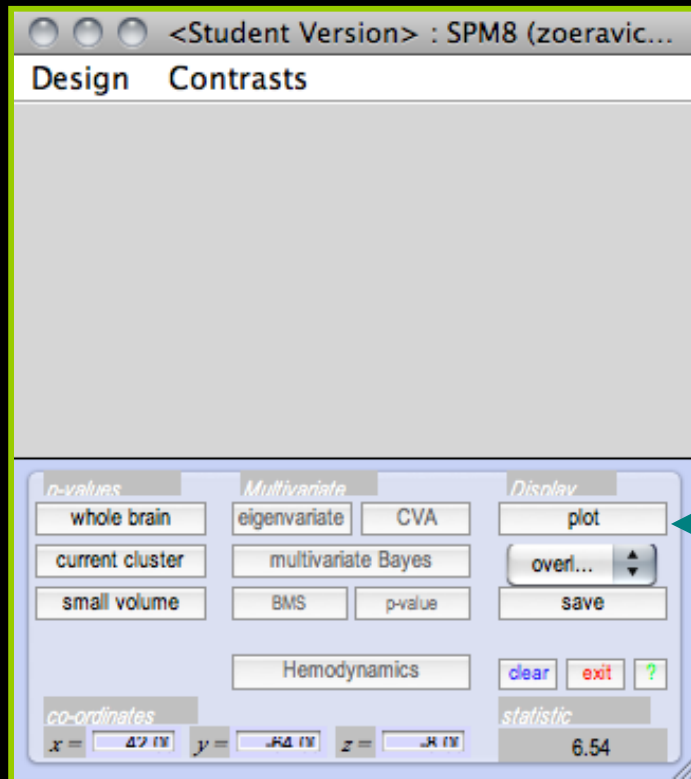 <Student Version> : SPM8 (zoeravic...
Design Contrasts
p-values Multivariate Display
whole brain eigenvariate CVA plot
current cluster multivariate Bayes overl...
small volume BMS p-value save
Hemodynamics clear exit ?
co-ordinates statistic
x = y = z = 6.54